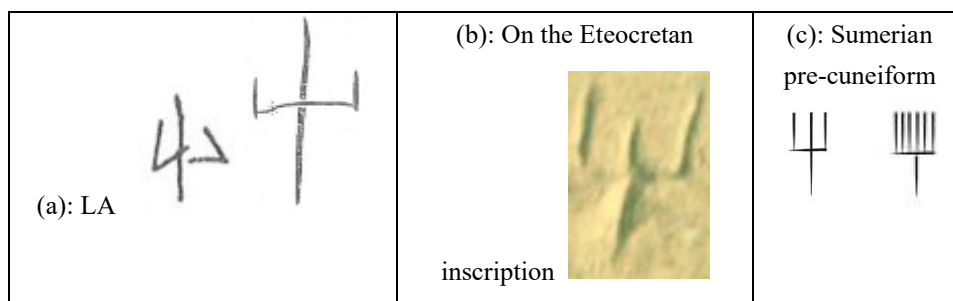 (a): LA
(b): On the Eteocretan
inscription
(c): Sumerian
pre-cuneiform